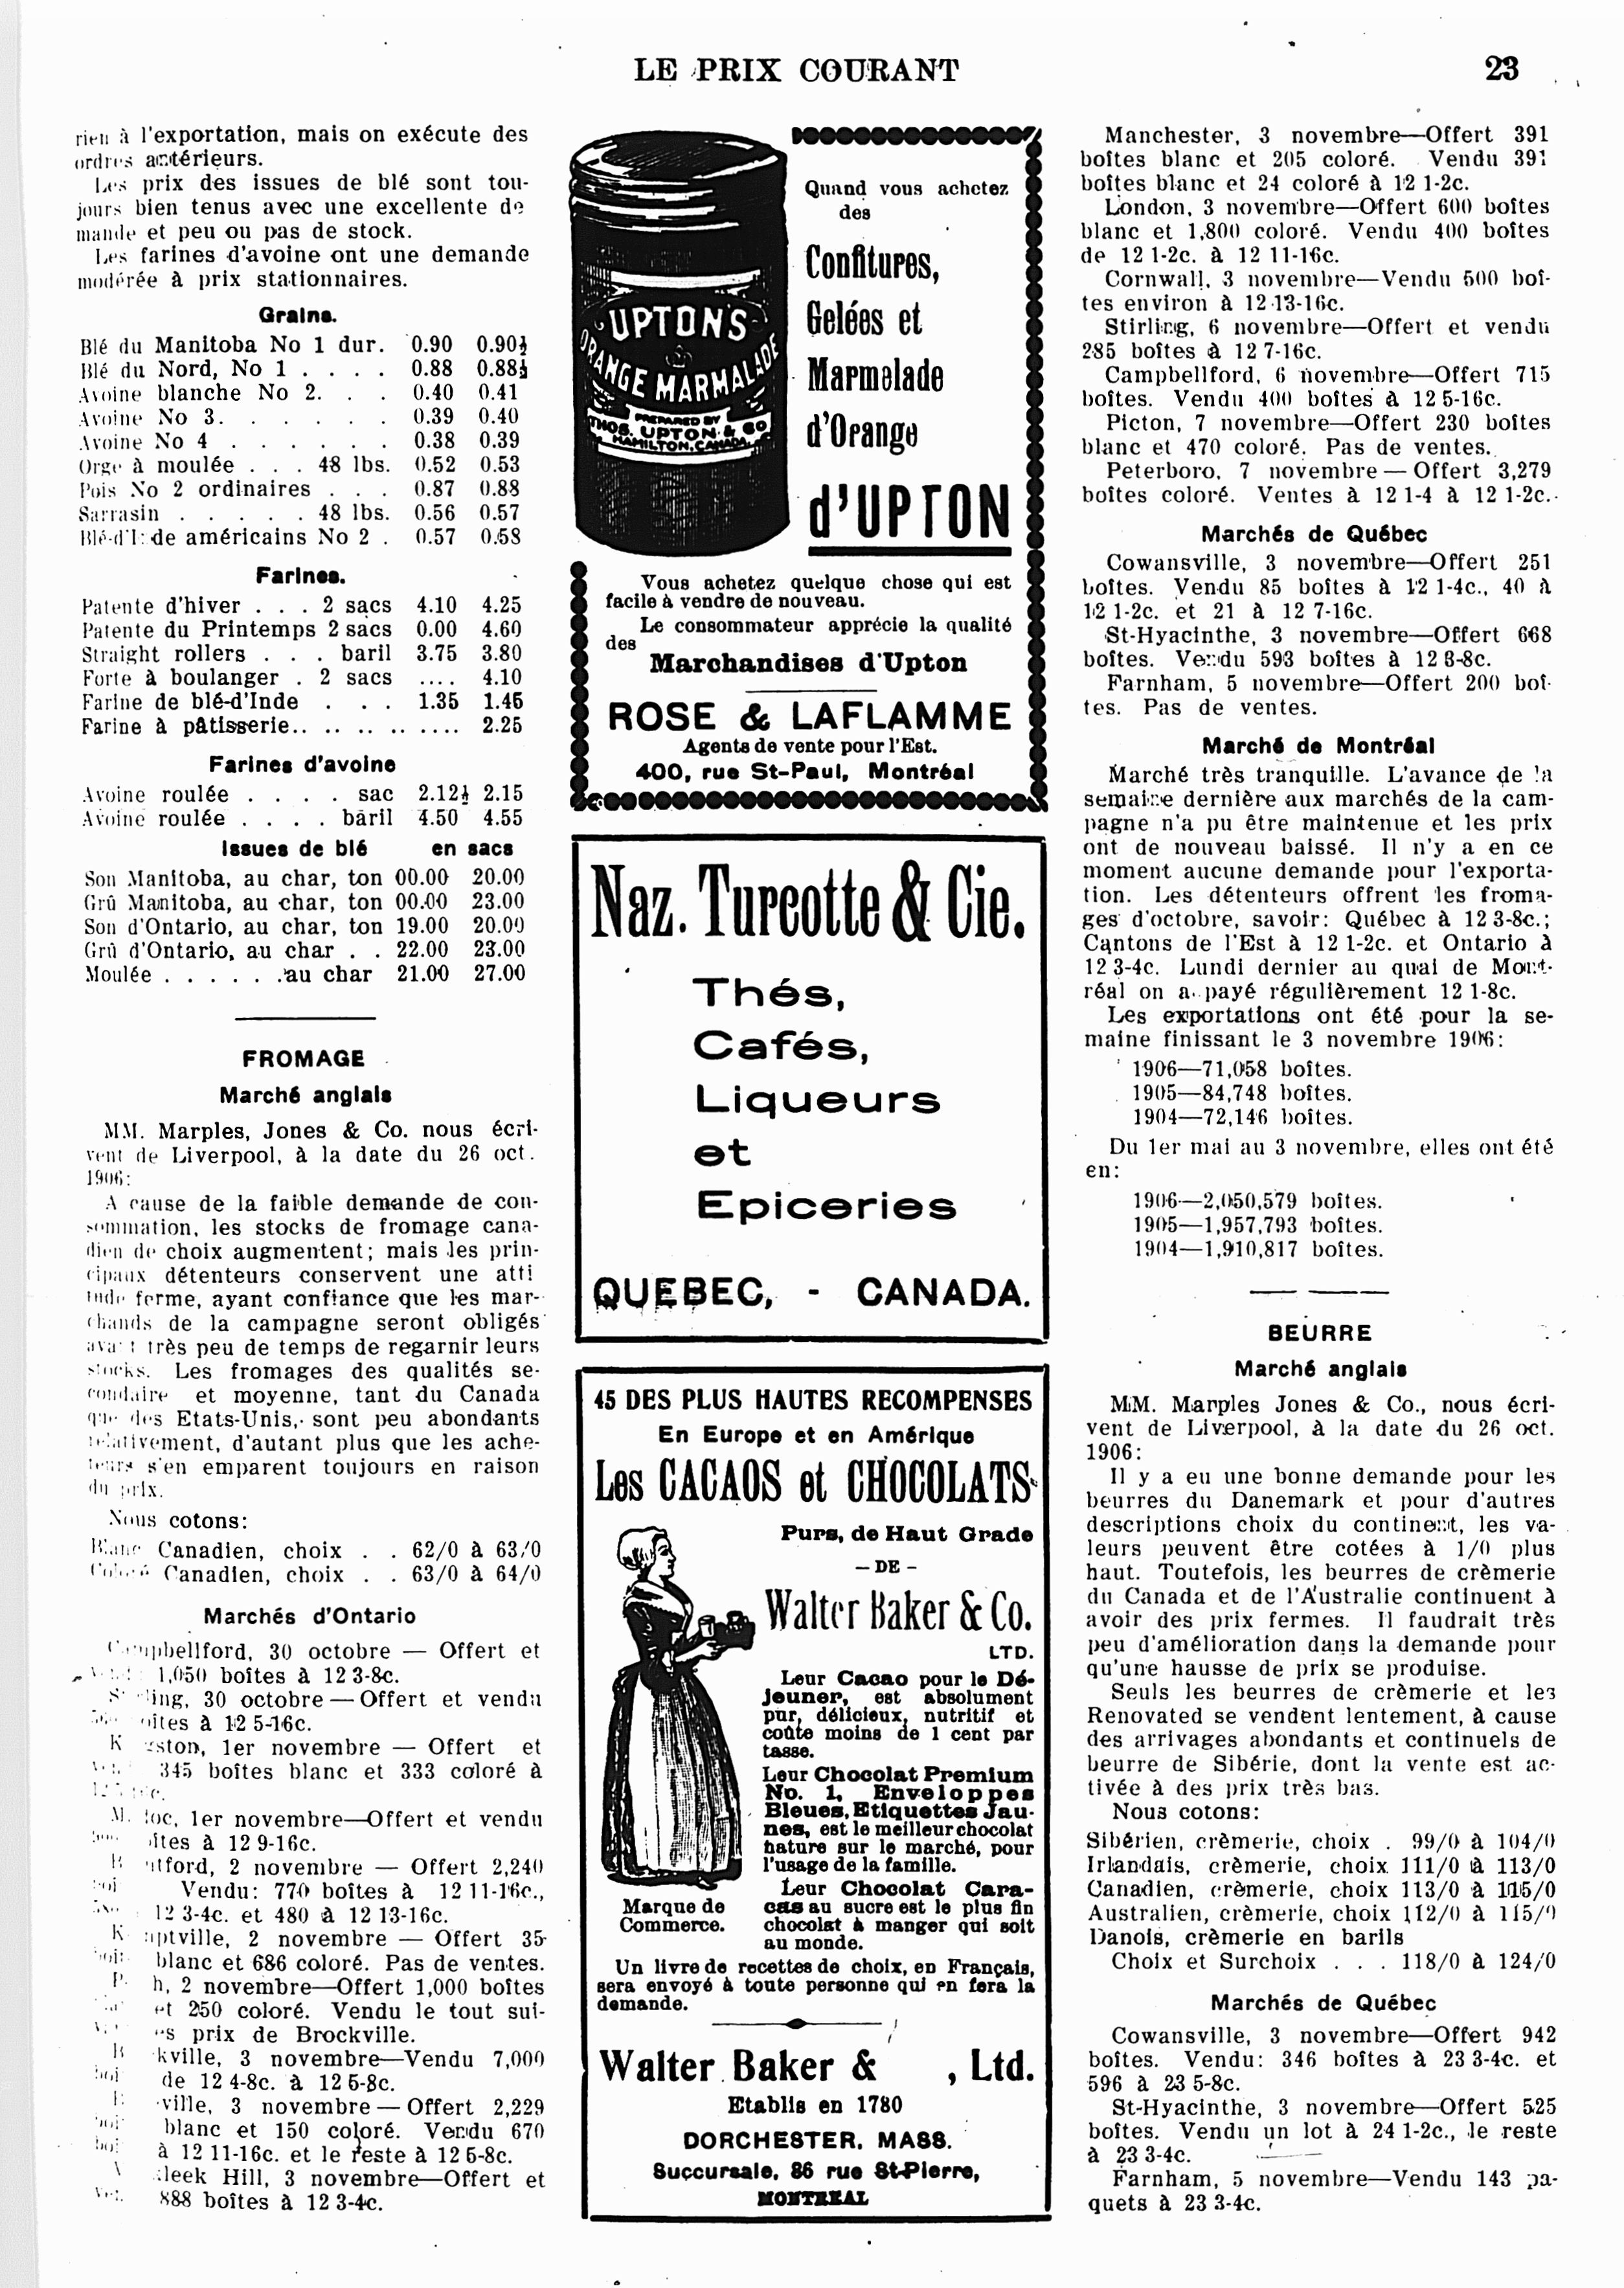 LE PRIX COURANT
23
rien à l'exportation, mais on exécute des
ordres antérieurs.
Les prix des issues de blé sont tou-
jours bien tenus avec une excellente de
mande et peu ou pas de stock.
Les farines d'avoine ont une demande
modérée à prix stationnaires.
Grains.
Blé du Manitoba No 1 dur. 0.90 0.90½
Blé du Nord, No 1 . . . . 0.88 0.88½
Avoine blanche No 2. . . 0.40 0.41
Avoine No 3. . . . . . . 0.39 0.40
Avoine No 4 . . . . . . 0.38 0.39
Orge à moulée . . . 48 lbs. 0.52 0.53
Pois No 2 ordinaires . . . 0.87 0.88
Sarrasin . . . . . 48 lbs. 0.56 0.57
Blé-d'I: de américains No 2 . 0.57 0.58
Farines.
Patente d'hiver . . . 2 sacs 4.10 4.25
Patente du Printemps 2 sacs 0.00 4.60
Straight rollers . . . baril 3.75 3.80
Forte à boulanger . 2 sacs .... 4.10
Farine de blé-d'Inde . . . 1.35 1.45
Farine à pâtisserie.. .. .. .. .... 2.25
Farines d'avoine
Avoine roulée . . . . sac 2.12½ 2.15
Avoine roulée . . . . baril 4.50 4.55
Issues de blé en sacs
Son Manitoba, au char, ton 00.00 20.00
Grû Manitoba, au char, ton 00.00 23.00
Son d'Ontario, au char, ton 19.00 20.00
Grû d'Ontario, au char . . 22.00 23.00
Moulée . . . . . . au char 21.00 27.00
FROMAGE
Marché anglais
MM. Marples, Jones & Co. nous écri-
vent de Liverpool, à la date du 26 oct.
1906:
A cause de la faible demande de con-
sommation, les stocks de fromage cana-
dien de choix augmentent; mais les prin-
cipaux détenteurs conservent une atti
tude ferme, ayant confiance que les mar-
chands de la campagne seront obligés
avant très peu de temps de regarnir leurs
stocks. Les fromages des qualités se-
condaire et moyenne, tant du Canada
que des Etats-Unis, sont peu abondants
relativement, d'autant plus que les ache-
teurs s'en emparent toujours en raison
du prix.
Nous cotons:
Blanc Canadien, choix . . 62/0 à 63/0
Coloré Canadien, choix . . 63/0 à 64/0
Marchés d'Ontario
Campbellford, 30 octobre — Offert et
1,050 boîtes à 12 3-8c.
ling, 30 octobre — Offert et vendu
oîtes à 12 5-16c.
K ston, 1er novembre — Offert et
345 boîtes blanc et 333 coloré à
M. doc, 1er novembre—Offert et vendu
oîtes à 12 9-16c.
B ntford, 2 novembre — Offert 2,240
Vendu: 770 boîtes à 12 11-16c.,
12 3-4c. et 480 à 12 13-16c.
K mptville, 2 novembre — Offert 35
blanc et 686 coloré. Pas de ventes.
P. h, 2 novembre—Offert 1,000 boîtes
et 250 coloré. Vendu le tout sui-
es prix de Brockville.
B kville, 3 novembre—Vendu 7,000
de 12 4-8c. à 12 5-8c.
ville, 3 novembre — Offert 2,229
blanc et 150 coloré. Vendu 670
à 12 11-16c. et le reste à 12 5-8c.
leek Hill, 3 novembre—Offert et
888 boîtes à 12 3-4c.
UPTON'S
ORANGE MARMALADE
PREPARED BY
THOS. UPTON & CO
HAMILTON, CANADA.
Quand vous achetez
des
Confitures,
Gelées et
Marmelade
d'Orange
d'UPTON
Vous achetez quelque chose qui est
facile à vendre de nouveau.
Le consommateur apprécie la qualité
des
Marchandises d'Upton
ROSE & LAFLAMME
Agents de vente pour l'Est.
400, rue St-Paul, Montréal
Naz. Turcotte & Cie.
Thés,
Cafés,
Liqueurs
et
Epiceries
QUEBEC, - CANADA.
45 DES PLUS HAUTES RECOMPENSES
En Europe et en Amérique
Les CACAOS et CHOCOLATS
Purs, de Haut Grade
— DE —
Walter Baker & Co.
LTD.
Leur Cacao pour le Dé-
jeuner, est absolument
pur, délicieux, nutritif et
coûte moins de 1 cent par
tasse.
Leur Chocolat Premium
No. 1, Enveloppes
Bleues, Etiquettes Jau-
nes, est le meilleur chocolat
nature sur le marché, pour
l'usage de la famille.
Leur Chocolat Cara-
cas au sucre est le plus fin
chocolat à manger qui soit
au monde.
Marque de
Commerce.
Un livre de recettes de choix, en Français,
sera envoyé à toute personne qui en fera la
demande.
Walter Baker & , Ltd.
Etablis en 1780
DORCHESTER, MASS.
Succursale, 86 rue St-Pierre,
MONTREAL
Manchester, 3 novembre—Offert 391
boîtes blanc et 205 coloré. Vendu 391
boîtes blanc et 24 coloré à 12 1-2c.
London, 3 novembre—Offert 600 boîtes
blanc et 1,800 coloré. Vendu 400 boîtes
de 12 1-2c. à 12 11-16c.
Cornwall, 3 novembre—Vendu 500 boî-
tes environ à 12 13-16c.
Stirling, 6 novembre—Offert et vendu
285 boîtes à 12 7-16c.
Campbellford, 6 novembre—Offert 715
boîtes. Vendu 400 boîtes à 12 5-16c.
Picton, 7 novembre—Offert 230 boîtes
blanc et 470 coloré. Pas de ventes.
Peterboro, 7 novembre — Offert 3,279
boîtes coloré. Ventes à 12 1-4 à 12 1-2c.
Marchés de Québec
Cowansville, 3 novembre—Offert 251
boîtes. Vendu 85 boîtes à 12 1-4c., 40 à
12 1-2c. et 21 à 12 7-16c.
St-Hyacinthe, 3 novembre—Offert 668
boîtes. Vendu 593 boîtes à 12 3-8c.
Farnham, 5 novembre—Offert 200 boî-
tes. Pas de ventes.
Marché de Montréal
Marché très tranquille. L'avance de la
semaine dernière aux marchés de la cam-
pagne n'a pu être maintenue et les prix
ont de nouveau baissé. Il n'y a en ce
moment aucune demande pour l'exporta-
tion. Les détenteurs offrent les froma-
ges d'octobre, savoir: Québec à 12 3-8c.;
Cantons de l'Est à 12 1-2c. et Ontario à
12 3-4c. Lundi dernier au quai de Mont-
réal on a payé régulièrement 12 1-8c.
Les exportations ont été pour la se-
maine finissant le 3 novembre 1906:
1906—71,058 boîtes.
1905—84,748 boîtes.
1904—72,146 boîtes.
Du 1er mai au 3 novembre, elles ont été
en:
1906—2,050,579 boîtes.
1905—1,957,793 boîtes.
1904—1,910,817 boîtes.
BEURRE
Marché anglais
MM. Marples Jones & Co., nous écri-
vent de Liverpool, à la date du 26 oct.
1906:
Il y a eu une bonne demande pour les
beurres du Danemark et pour d'autres
descriptions choix du continent, les va-
leurs peuvent être cotées à 1/0 plus
haut. Toutefois, les beurres de crèmerie
du Canada et de l'Australie continuent à
avoir des prix fermes. Il faudrait très
peu d'amélioration dans la demande pour
qu'une hausse de prix se produise.
Seuls les beurres de crèmerie et les
Renovated se vendent lentement, à cause
des arrivages abondants et continuels de
beurre de Sibérie, dont la vente est ac-
tivée à des prix très bas.
Nous cotons:
Sibérien, crèmerie, choix . 99/0 à 104/0
Irlandais, crèmerie, choix 111/0 à 113/0
Canadien, crèmerie, choix 113/0 à 115/0
Australien, crèmerie, choix 112/0 à 115/0
Danois, crèmerie en barils
Choix et Surchoix . . . 118/0 à 124/0
Marchés de Québec
Cowansville, 3 novembre—Offert 942
boîtes. Vendu: 346 boîtes à 23 3-4c. et
596 à 23 5-8c.
St-Hyacinthe, 3 novembre—Offert 525
boîtes. Vendu un lot à 24 1-2c., le reste
à 23 3-4c.
Farnham, 5 novembre—Vendu 143 pa-
quets à 23 3-4c.